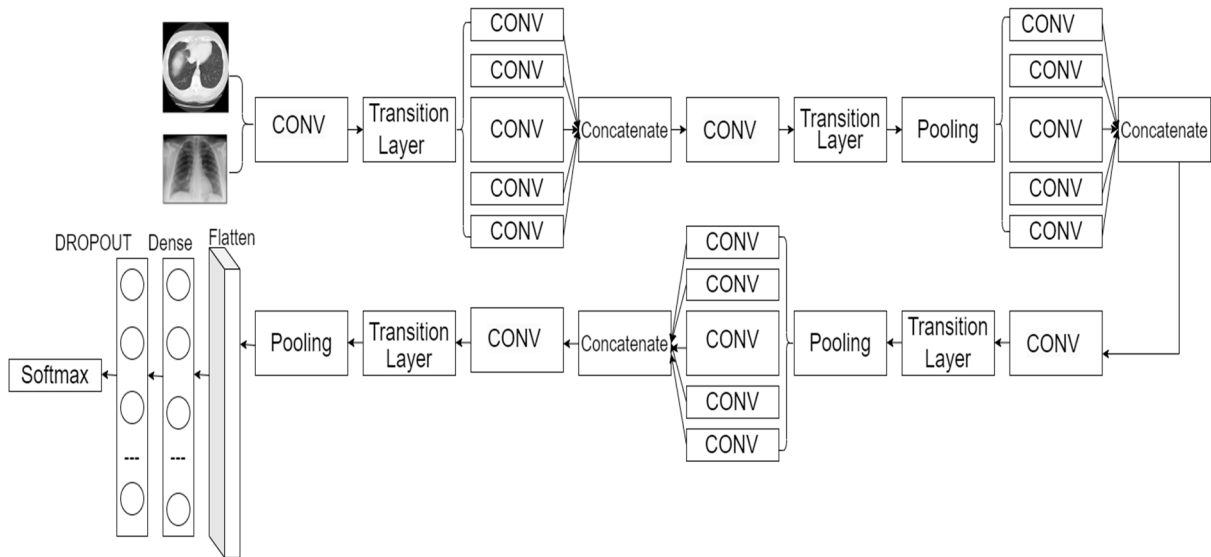 CONV
Transition
Layer
CONV
CONV
CONV
CONV
CONV
Concatenate
CONV
Transition
Layer
Pooling
CONV
CONV
CONV
CONV
CONV
Concatenate
CONV
Transition
Layer
Pooling
CONV
CONV
CONV
CONV
CONV
Concatenate
CONV
Transition
Layer
Pooling
Flatten
Dense
---
DROPOUT
---
Softmax